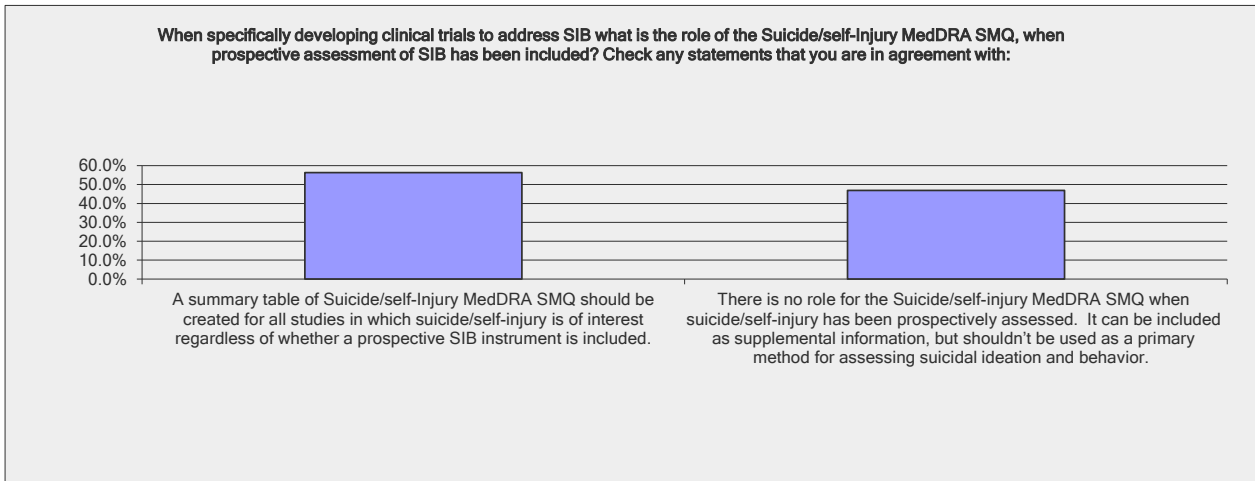 When specifically developing clinical trials to address SIB what is the role of the Suicide/self-Injury MedDRA SMQ, when
prospective assessment of SIB has been included? Check any statements that you are in agreement with:
60.0%
50.0%
40.0%
30.0%
20.0%
10.0%
0.0%
A summary table of Suicide/self-Injury MedDRA SMQ should be
created for all studies in which suicide/self-injury is of interest
regardless of whether a prospective SIB instrument is included.
There is no role for the Suicide/self-injury MedDRA SMQ when
suicide/self-injury has been prospectively assessed.  It can be included
as supplemental information, but shouldn't be used as a primary
method for assessing suicidal ideation and behavior.